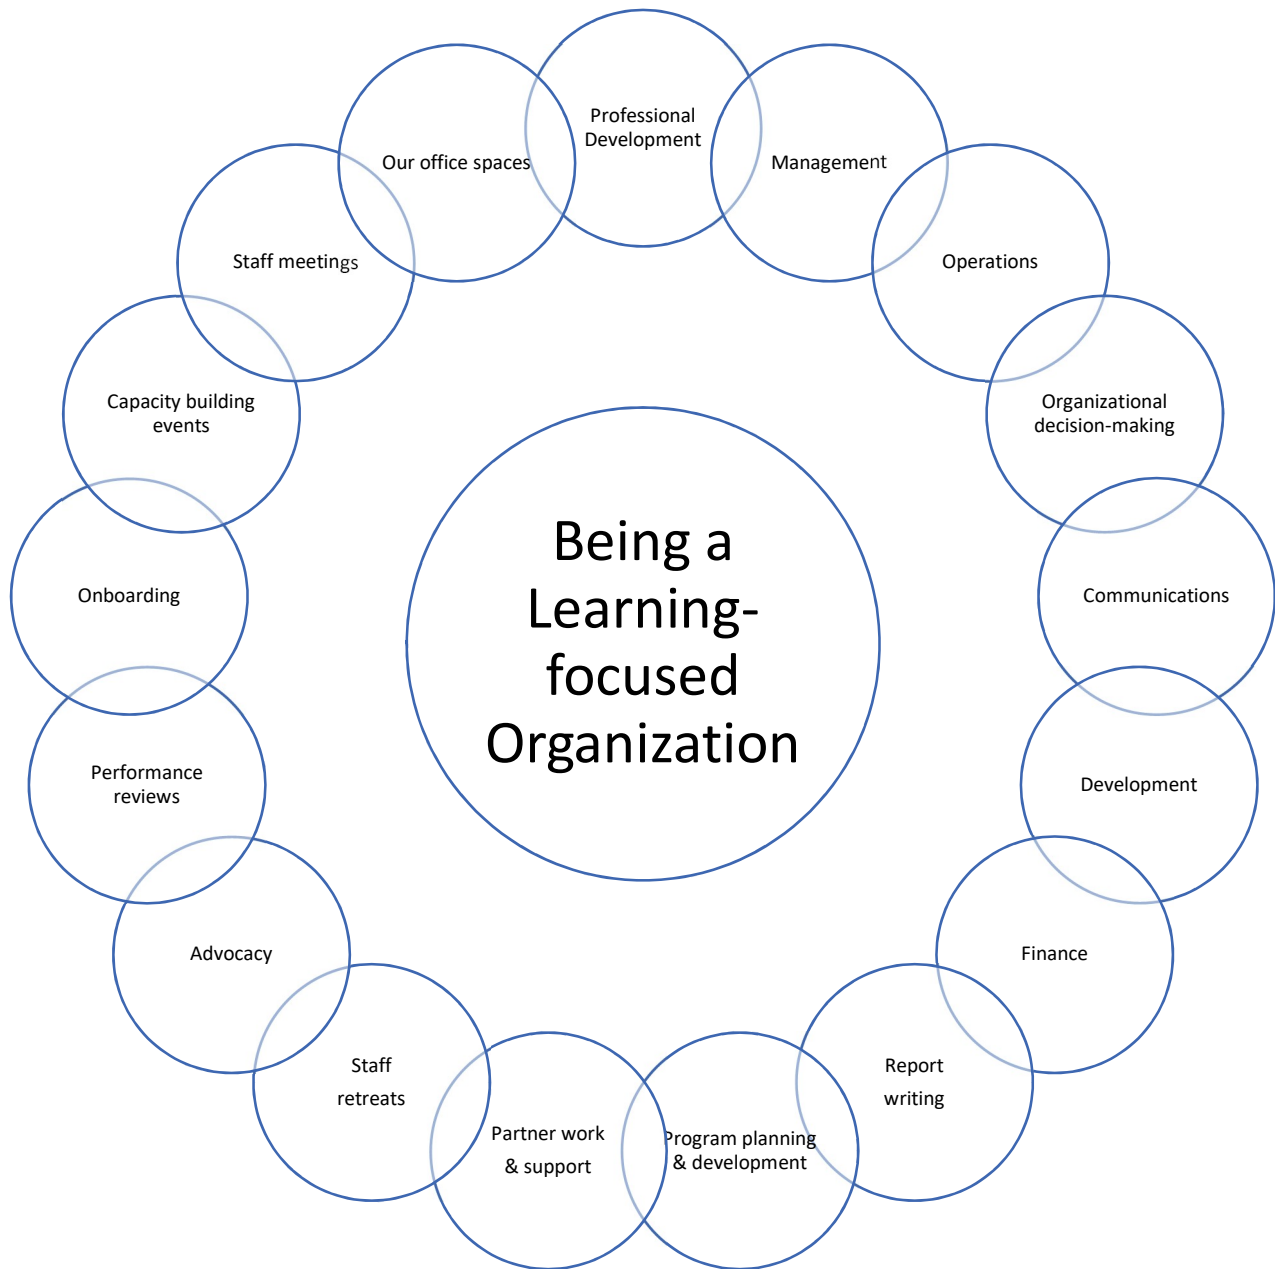 Professional
Development
Management
Operations
Organizational
decision-making
Communications
Development
Finance
Report
writing
Program planning
& development
Partner work
& support
Staff
retreats
Advocacy
Performance
reviews
Onboarding
Capacity building
events
Staff meetings
Our office spaces
Being a
Learning-
focused
Organization